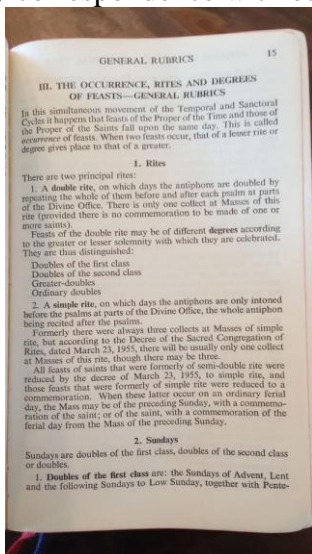 GENERAL RUBRICS 15
III. THE OCCURRENCE, RITES AND DEGREES
OF FEASTS—GENERAL RUBRICS
In this simultaneous movement of the Temporal and Sanctoral
Cycles it happens that feasts of the Proper of the Time and those of
the Proper of the Saints fall upon the same day. This is called
occurrence of feasts. When two feasts occur, that of a lesser rite or
degree gives place to that of a greater.
1. Rites
There are two principal rites:
1. A double rite, on which days the antiphons are doubled by
repeating the whole of them before and after each psalm at parts
of the Divine Office. There is only one collect at Masses of this
rite (provided there is no commemoration to be made of one or
more saints).
Feasts of the double rite may be of different degrees according
to the greater or lesser solemnity with which they are celebrated.
They are thus distinguished:
Doubles of the first class
Doubles of the second class
Greater-doubles
Ordinary doubles
2. A simple rite, on which days the antiphons are only intoned
before the psalms at parts of the Divine Office, the whole antiphon
being recited after the psalms.
Formerly there were always three collects at Masses of simple
rite, but according to the Decree of the Sacred Congregation of
Rites, dated March 23, 1955, there will be usually only one collect
at Masses of this rite, though there may be three.
All feasts of saints that were formerly of semi-double rite were
reduced by the decree of March 23, 1955, to simple rite, and
those feasts that were formerly of simple rite were reduced to a
commemoration. When these latter occur on an ordinary ferial
day, the Mass may be of the preceding Sunday, with a commemo-
ration of the saint; or of the saint, with a commemoration of the
ferial day from the Mass of the preceding Sunday.
2. Sundays
Sundays are doubles of the first class, doubles of the second class
or doubles.
1. Doubles of the first class are: the Sundays of Advent, Lent
and the following Sundays to Low Sunday, together with Pente-